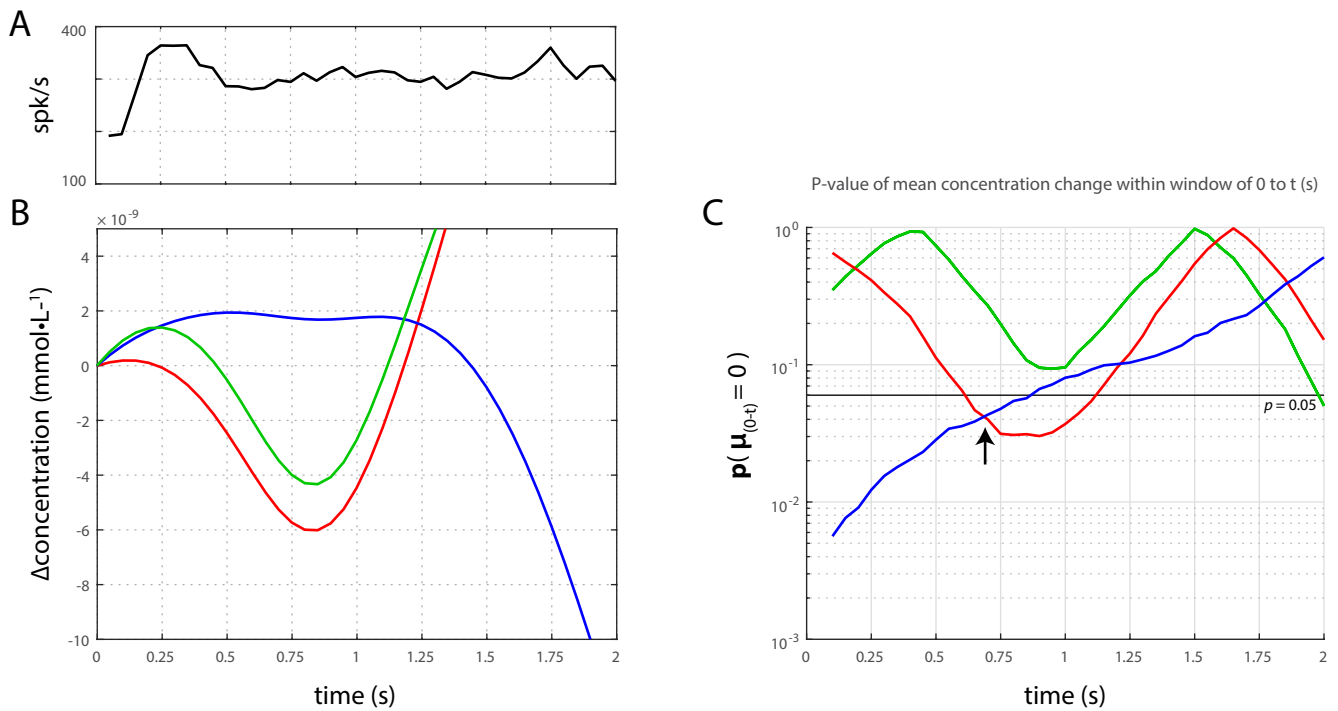 A
400
100
spk/s
B
× 10⁻⁹
4
2
0
-2
-4
-6
-8
-10
Δconcentration (mmol•L-¹)
0 0.25 0.5 0.75 1 1.25 1.5 1.75 2
time (s)
P-value of mean concentration change within window of 0 to t (s)
C
10⁰
10⁻¹
10⁻²
10⁻³
p( μ(0-t) = 0 )
p = 0.05
0 0.25 0.5 0.75 1 1.25 1.5 1.75 2
time (s)